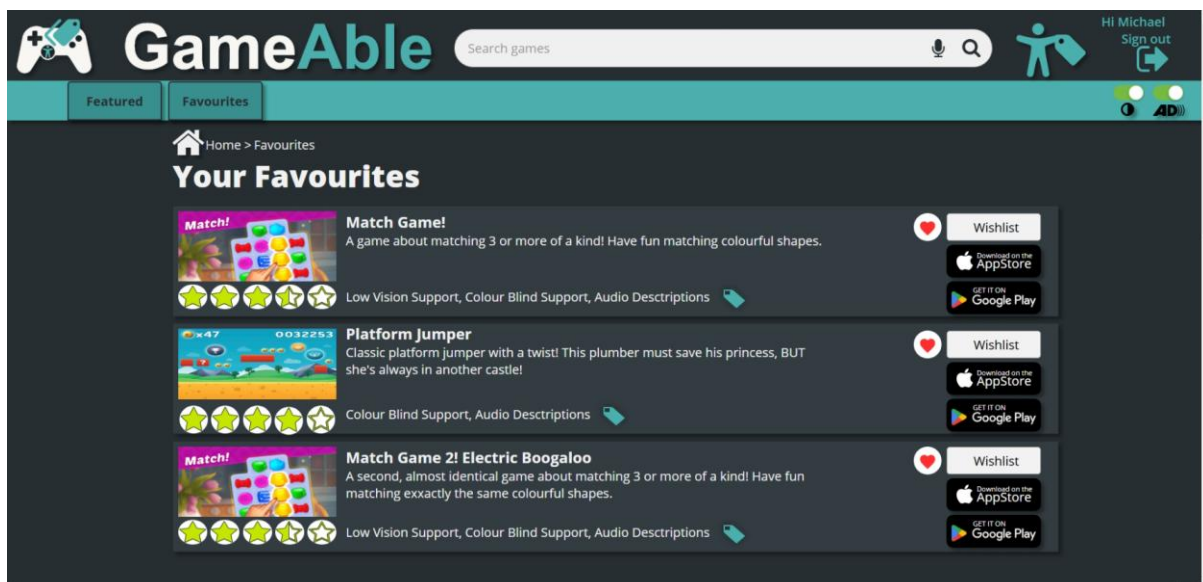 GameAble
Search games
Hi Michael
Sign out
Featured
Favourites
AD
Home > Favourites
Your Favourites
Match!
Match Game!
A game about matching 3 or more of a kind! Have fun matching colourful shapes.
Low Vision Support, Colour Blind Support, Audio Desctriptions
Wishlist
Download on the
AppStore
GET IT ON
Google Play
x47
0032253
Platform Jumper
Classic platform jumper with a twist! This plumber must save his princess, BUT
she's always in another castle!
Colour Blind Support, Audio Desctriptions
Wishlist
Download on the
AppStore
GET IT ON
Google Play
Match!
Match Game 2! Electric Boogaloo
A second, almost identical game about matching 3 or more of a kind! Have fun
matching exxactly the same colourful shapes.
Low Vision Support, Colour Blind Support, Audio Desctriptions
Wishlist
Download on the
AppStore
GET IT ON
Google Play